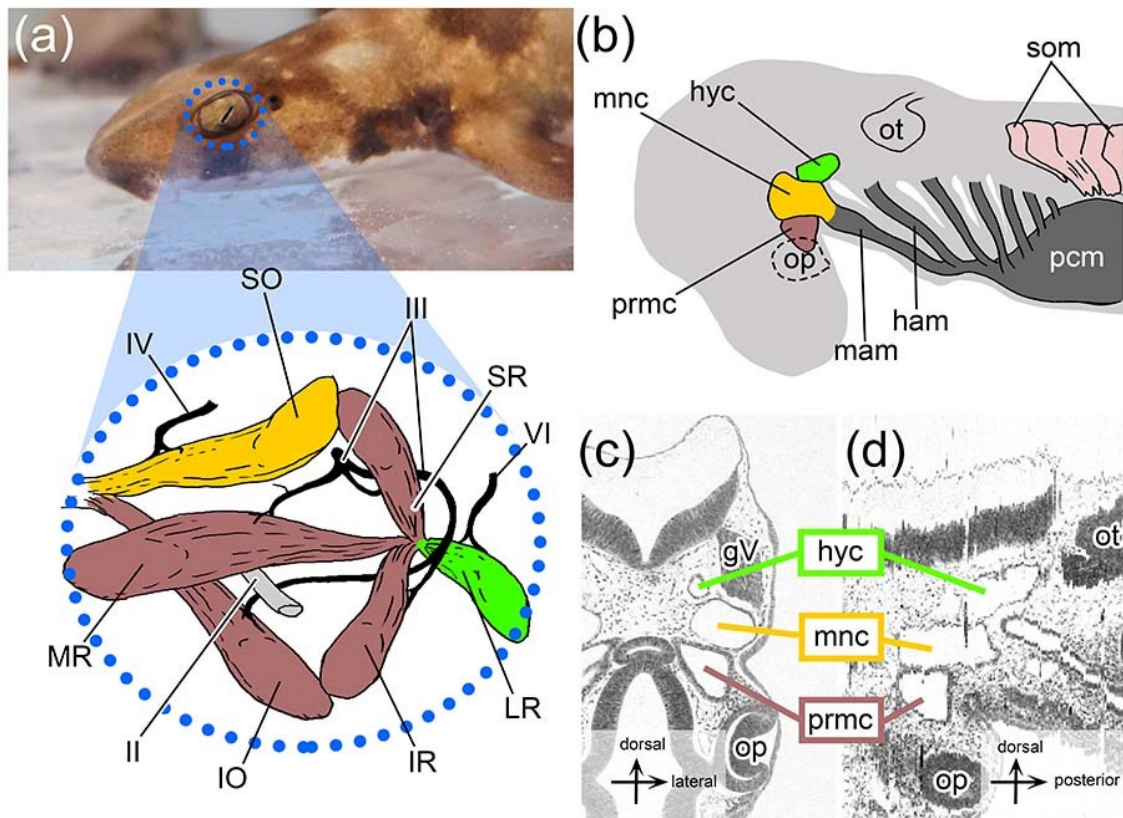 (a)
SO
III
IV
SR
VI
MR
II
IO
IR
LR
(b)
som
hyc
mnc
ot
op
pcm
prmc
ham
mam
(c)
(d)
gV
hyc
ot
mnc
prmc
op
dorsal
lateral
op
dorsal
posterior